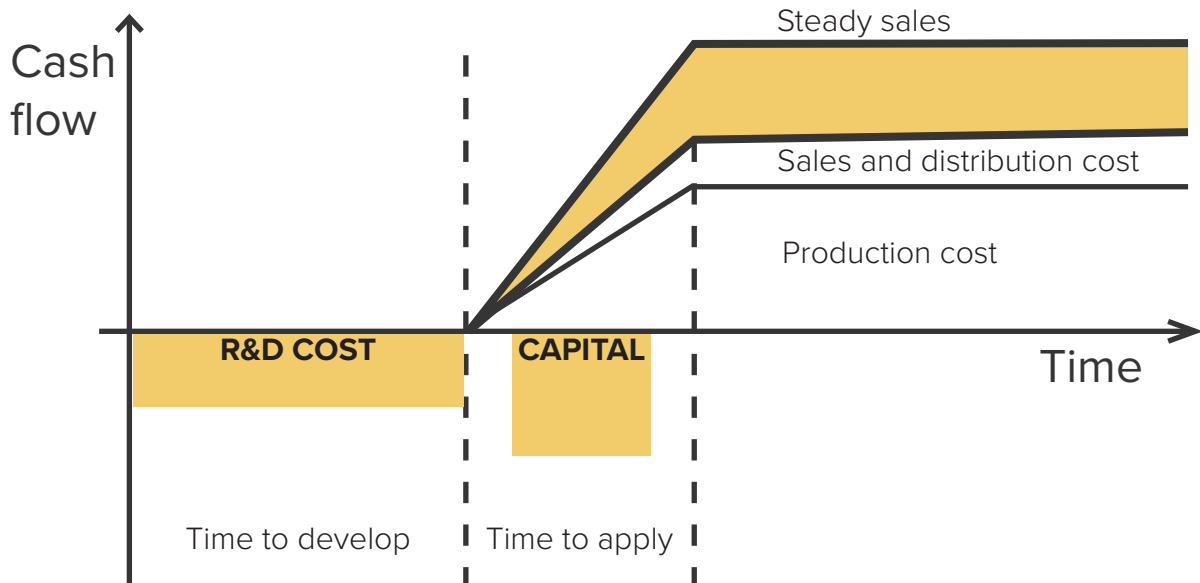 Steady sales
Cash
flow
Sales and distribution cost
Production cost
R&D COST
CAPITAL
Time
Time to develop
Time to apply